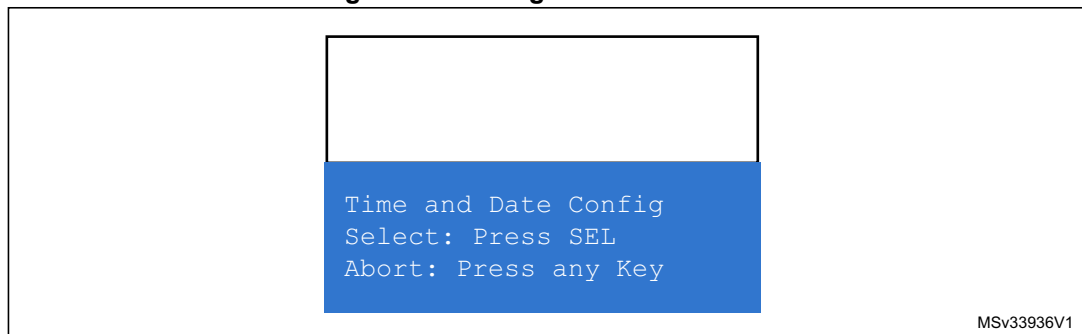 Time and Date Config
Select: Press SEL
Abort: Press any Key
MSv33936V1